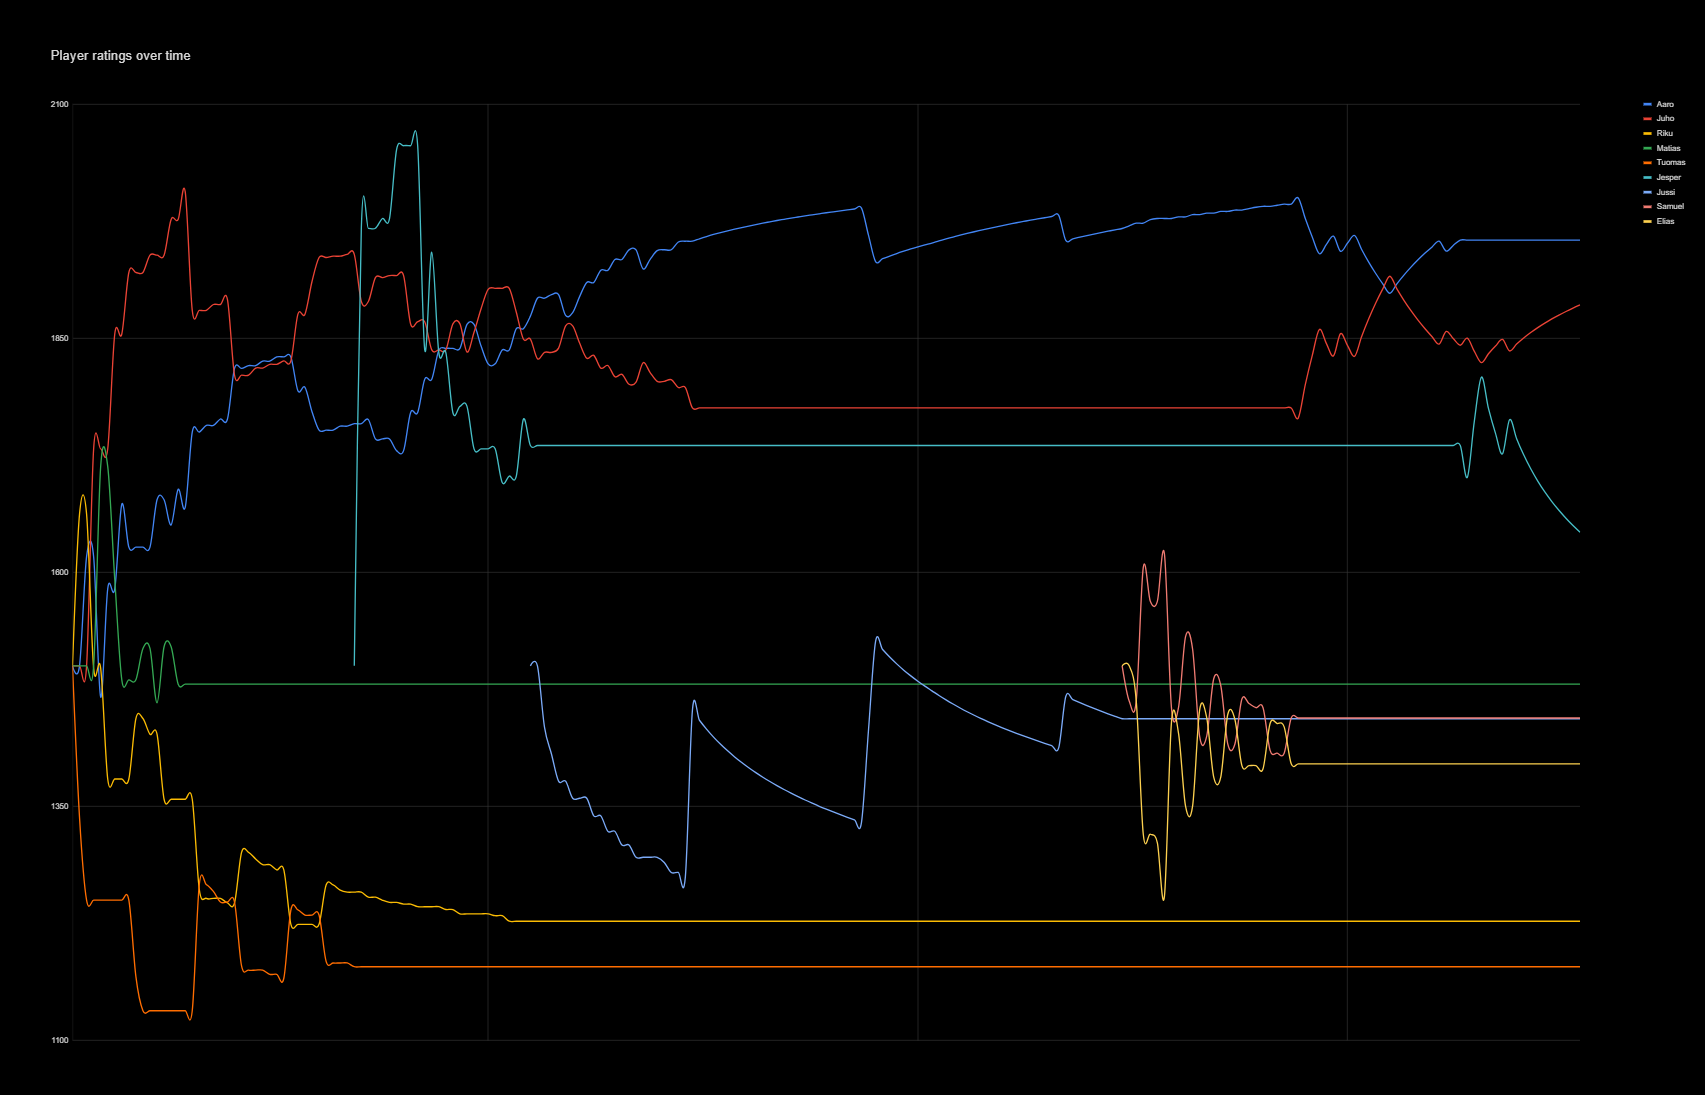 Player ratings over time
2100
1850
1600
1350
1100
Aaro
Juho
Riku
Matias
Tuomas
Jesper
Jussi
Samuel
Elias